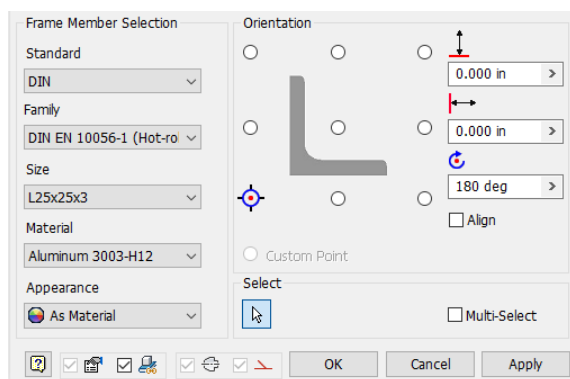 Frame Member Selection
Standard
DIN
Family
DIN EN 10056-1 (Hot-rol
Size
L25x25x3
Material
Aluminum 3003-H12
Appearance
As Material
Orientation
0.000 in
0.000 in
180 deg
Align
Custom Point
Select
Multi-Select
OK Cancel Apply